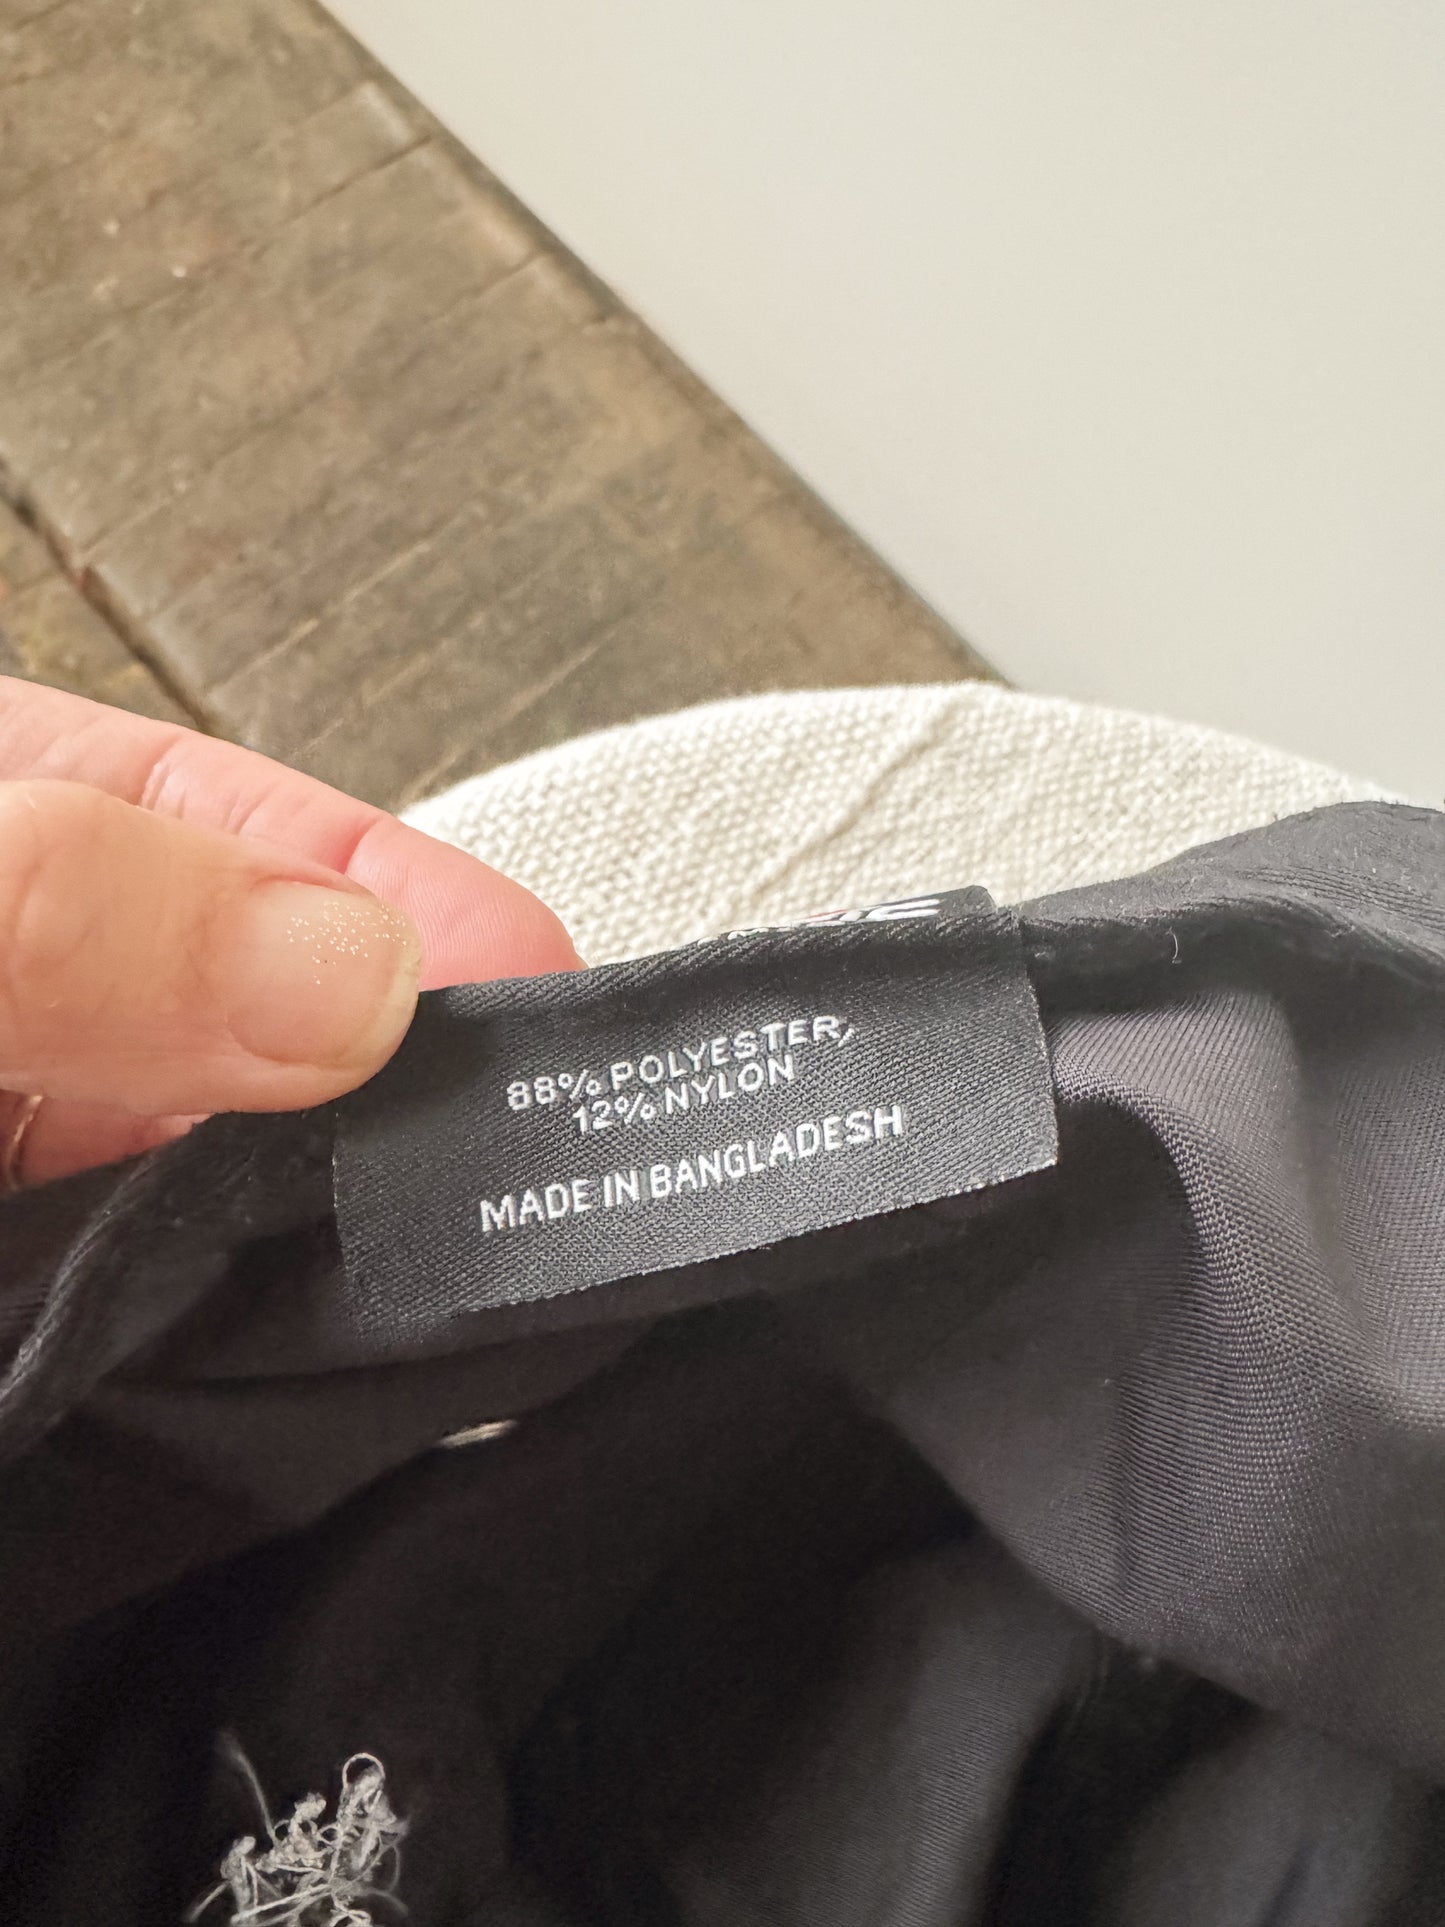 88% POLYESTER,
12% NYLON
MADE IN BANGLADESH